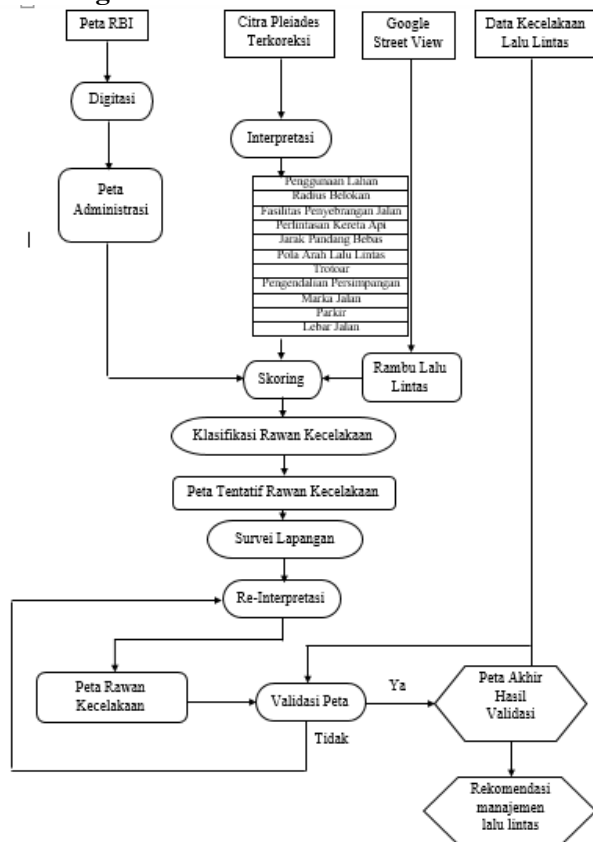 Peta RBI
Citra Pleiades
Terkoreksi
Google
Street View
Data Kecelakaan
Lalu Lintas
Digitasi
Interpretasi
Peta
Administrasi
Penggunaan Lahan
Radius Belokan
Fasilitas Penyebrangan Jalan
Perlintasan Kereta Api
Jarak Pandang Bebas
Pola Arah Lalu Lintas
Trotoar
Pengendalian Persimpangan
Marka Jalan
Parkir
Lebar Jalan
Skoring
Rambu Lalu
Lintas
Klasifikasi Rawan Kecelakaan
Peta Tentatif Rawan Kecelakaan
Survei Lapangan
Re-Interpretasi
Peta Rawan
Kecelakaan
Validasi Peta
Ya
Tidak
Peta Akhir
Hasil
Validasi
Rekomendasi
manajemen
lalu lintas